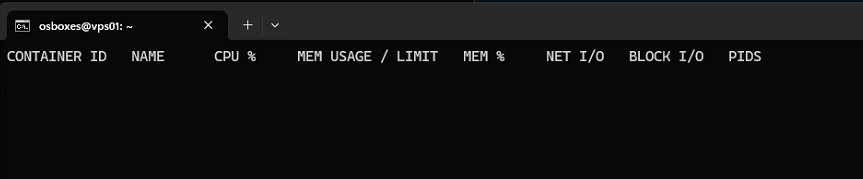 osboxes@vps01: ~
CONTAINER ID NAME CPU % MEM USAGE / LIMIT MEM % NET I/O BLOCK I/O PIDS